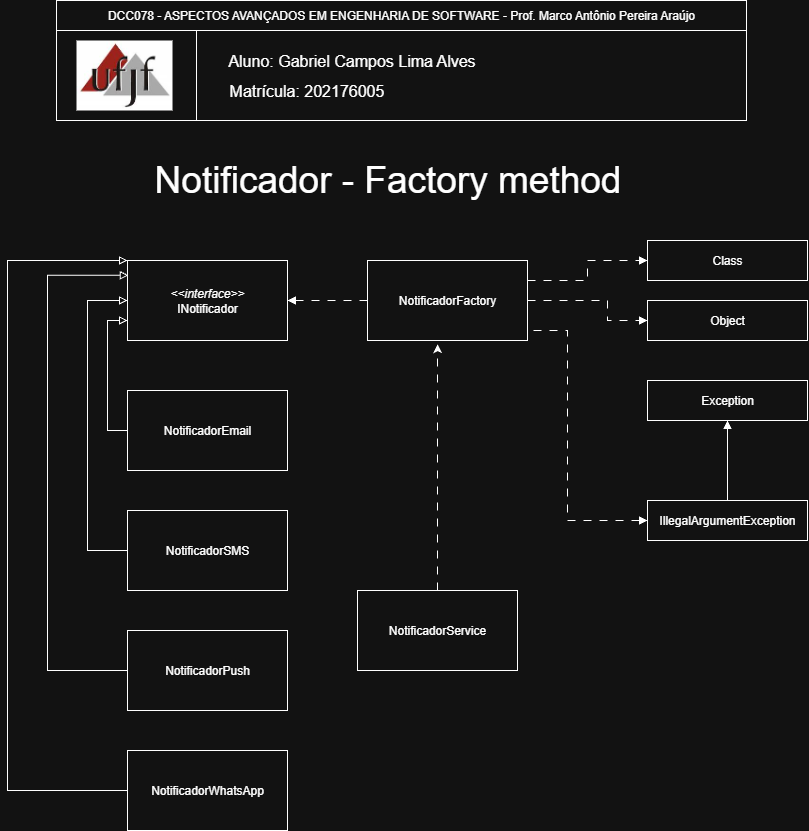 DCC078 - ASPECTOS AVANÇADOS EM ENGENHARIA DE SOFTWARE - Prof. Marco Antônio Pereira Araújo
ufjf
Aluno: Gabriel Campos Lima Alves
Matrícula: 202176005
Notificador - Factory method
<<interface>>
INotificador
NotificadorFactory
Class
Object
Exception
NotificadorEmail
IllegalArgumentException
NotificadorSMS
NotificadorService
NotificadorPush
NotificadorWhatsApp